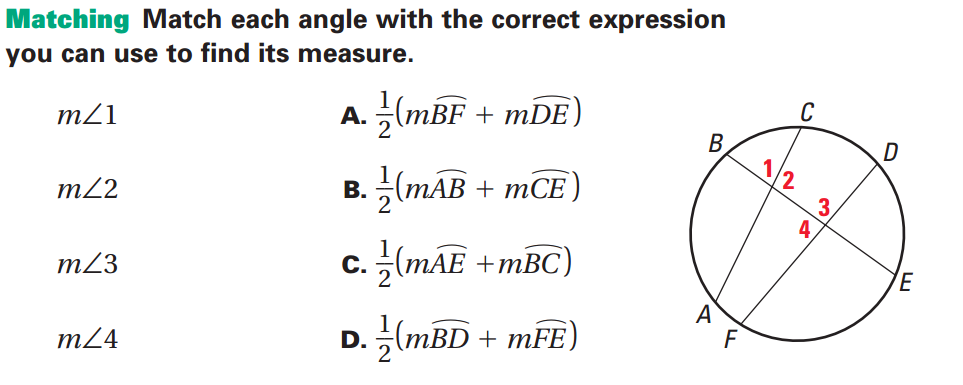 Matching Match each angle with the correct expression
you can use to find its measure.
m∠1
A. 1/2(mBF + mDE)
m∠2
B. 1/2(mAB + mCE)
m∠3
C. 1/2(mAE + mBC)
m∠4
D. 1/2(mBD + mFE)
C
B
D
1
2
3
4
E
A
F